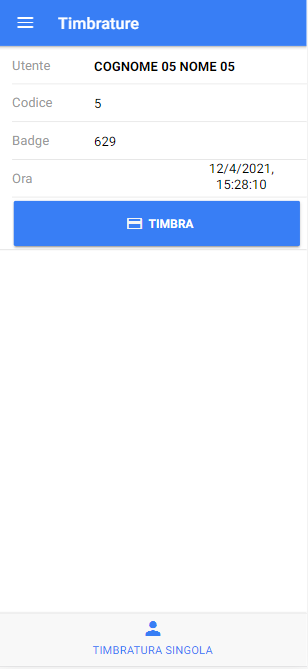 Timbrature
Utente COGNOME 05 NOME 05
Codice 5
Badge 629
Ora 12/4/2021,
15:28:10
TIMBRA
TIMBRATURA SINGOLA